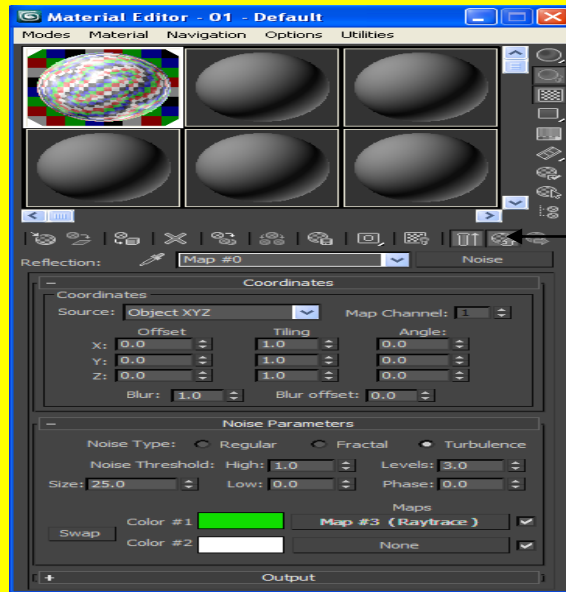 Material Editor - 01 - Default
Modes Material Navigation Options Utilities
Reflection: Map #0 Noise
Coordinates
Coordinates
Source: Object XYZ Map Channel: 1
Offset Tiling Angle:
X: 0.0 1.0 0.0
Y: 0.0 1.0 0.0
Z: 0.0 1.0 0.0
Blur: 1.0 Blur offset: 0.0
Noise Parameters
Noise Type: Regular Fractal Turbulence
Noise Threshold: High: 1.0 Levels: 3.0
Size: 25.0 Low: 0.0 Phase: 0.0
Maps
Color #1 Map #3 (Raytrace)
Swap
Color #2 None
Output